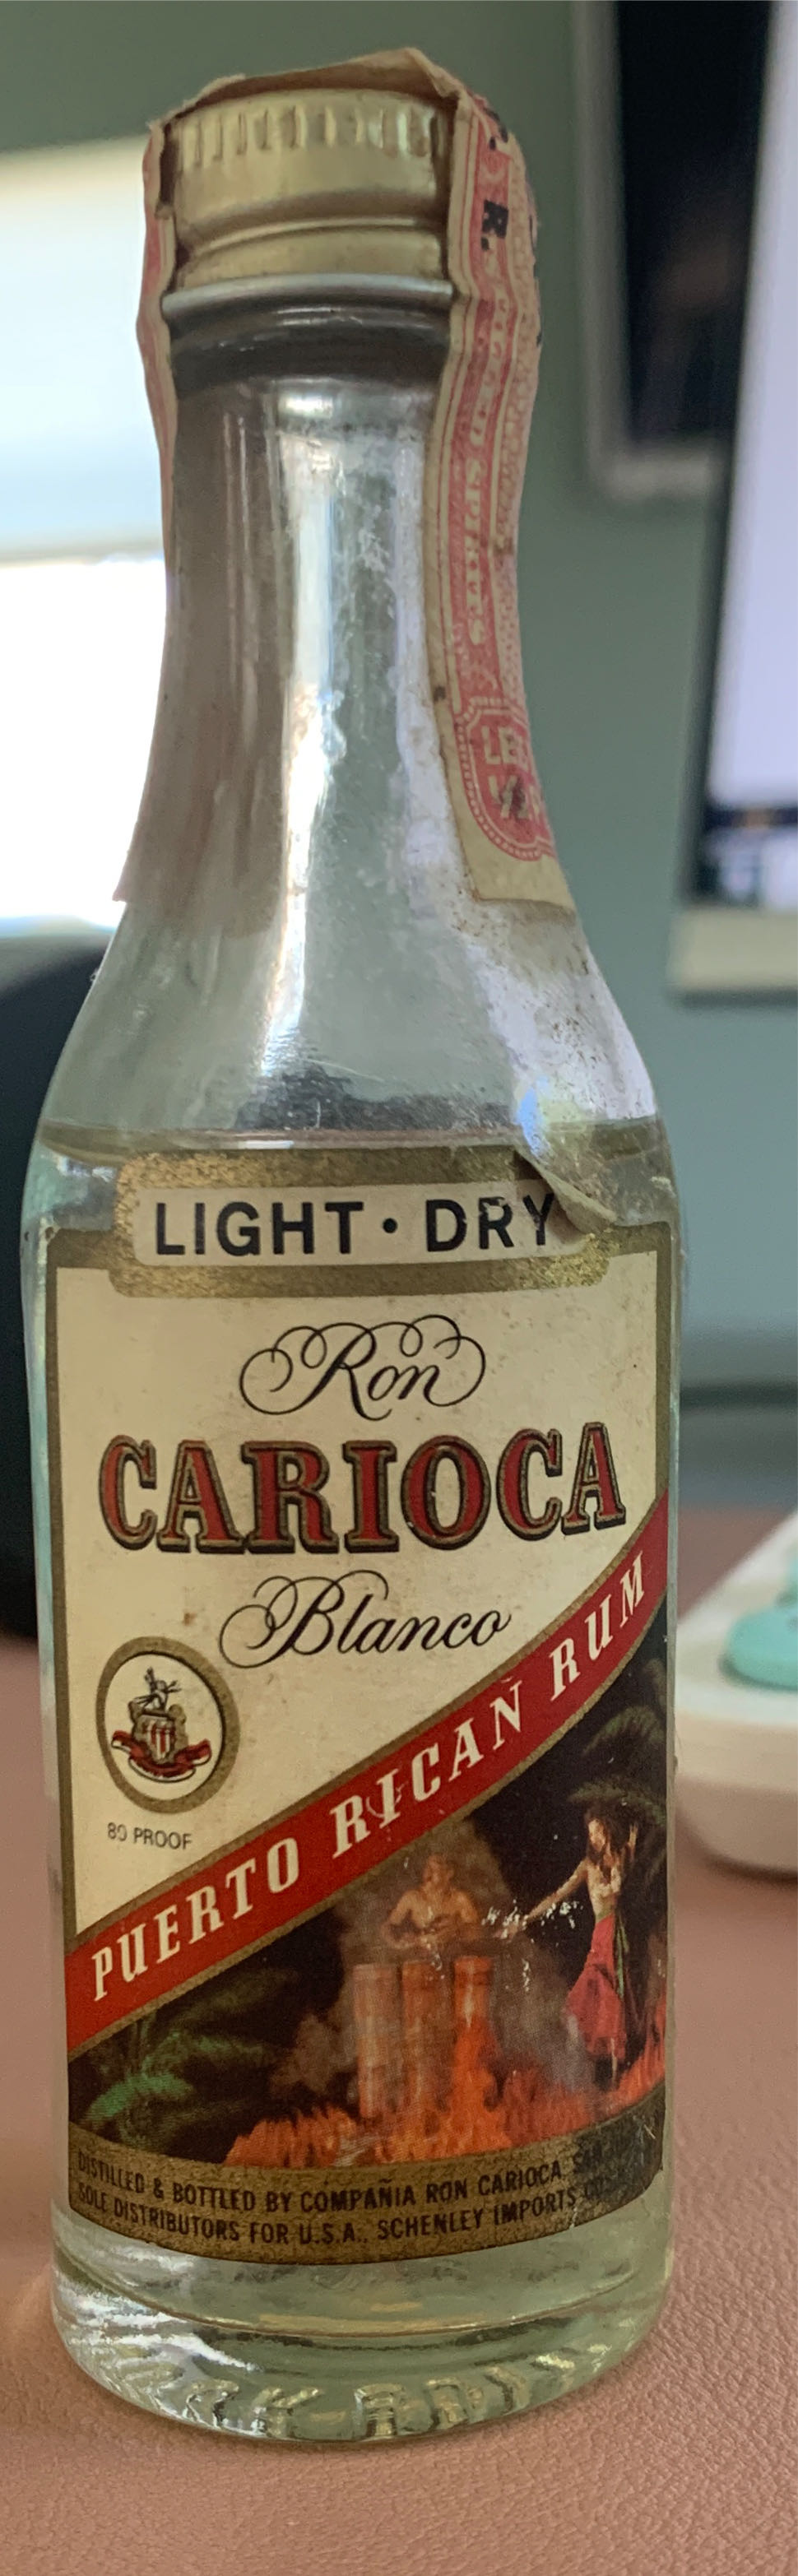 R.
SPIRITS
LIGHT • DRY
Ron
CARIOCA
Blanco
80 PROOF
PUERTO RICAN RUM
DISTILLED & BOTTLED BY COMPAÑIA RON CARIOCA
SOLE DISTRIBUTORS FOR U.S.A., SCHENLEY IMPORTS